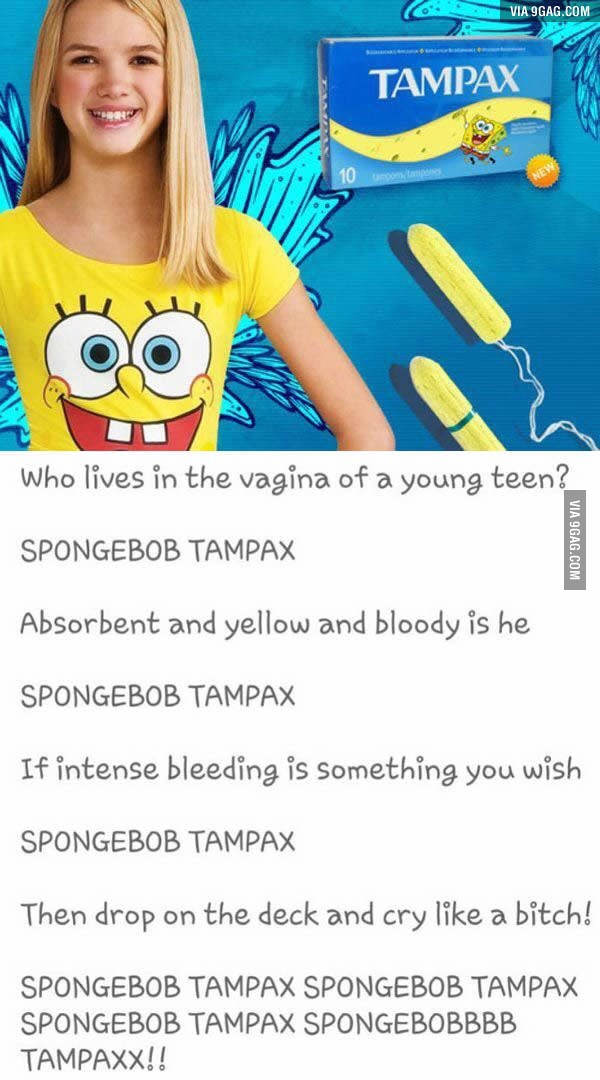 VIA 9GAG.COM
TAMPAX
NEW
10 tampons/tampones
Who lives in the vagina of a young teen?
VIA 9GAG.COM
SPONGEBOB TAMPAX
Absorbent and yellow and bloody is he
SPONGEBOB TAMPAX
If intense bleeding is something you wish
SPONGEBOB TAMPAX
Then drop on the deck and cry like a bitch!
SPONGEBOB TAMPAX SPONGEBOB TAMPAX
SPONGEBOB TAMPAX SPONGEBOBBBB
TAMPAXX!!